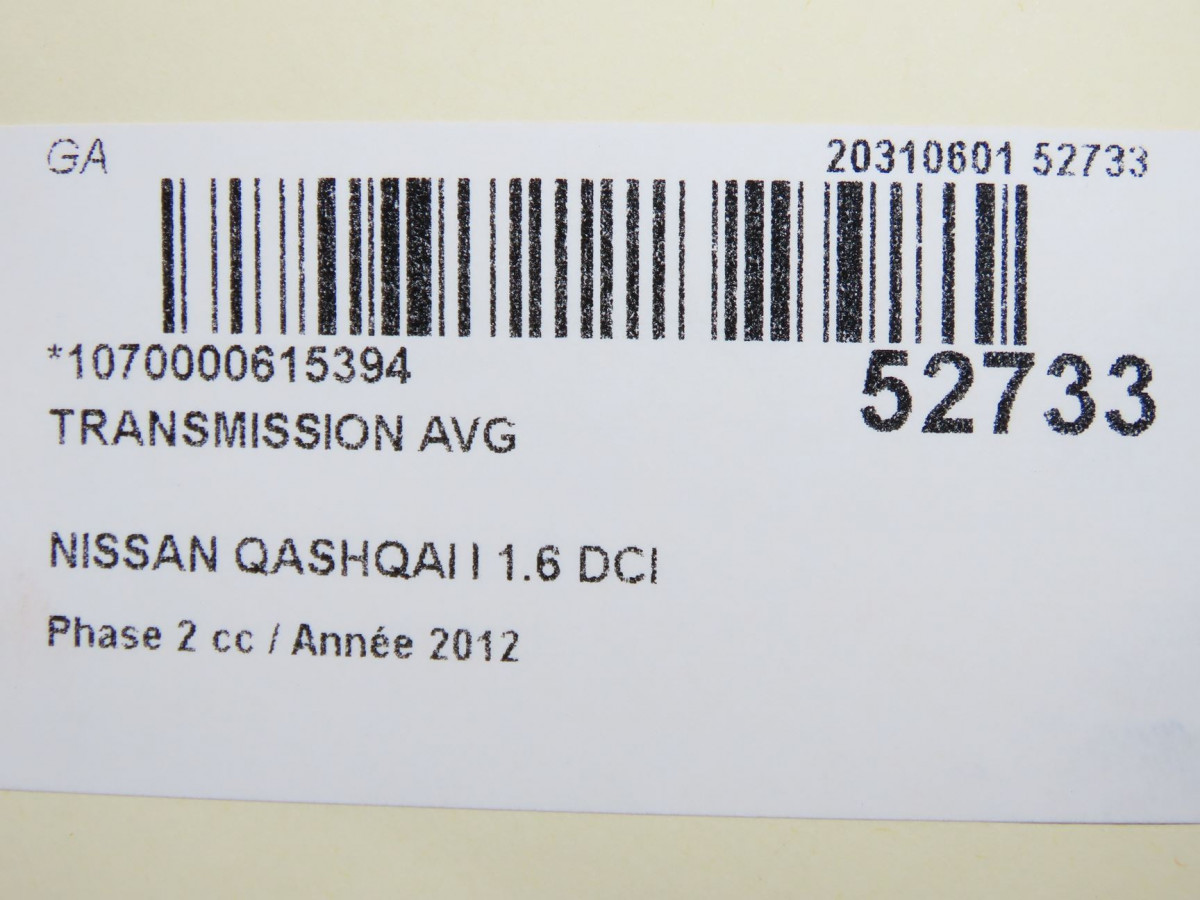 GA
20310601 52733
*1070000615394
52733
TRANSMISSION AVG
NISSAN QASHQAI I 1.6 DCI
Phase 2 cc / Année 2012